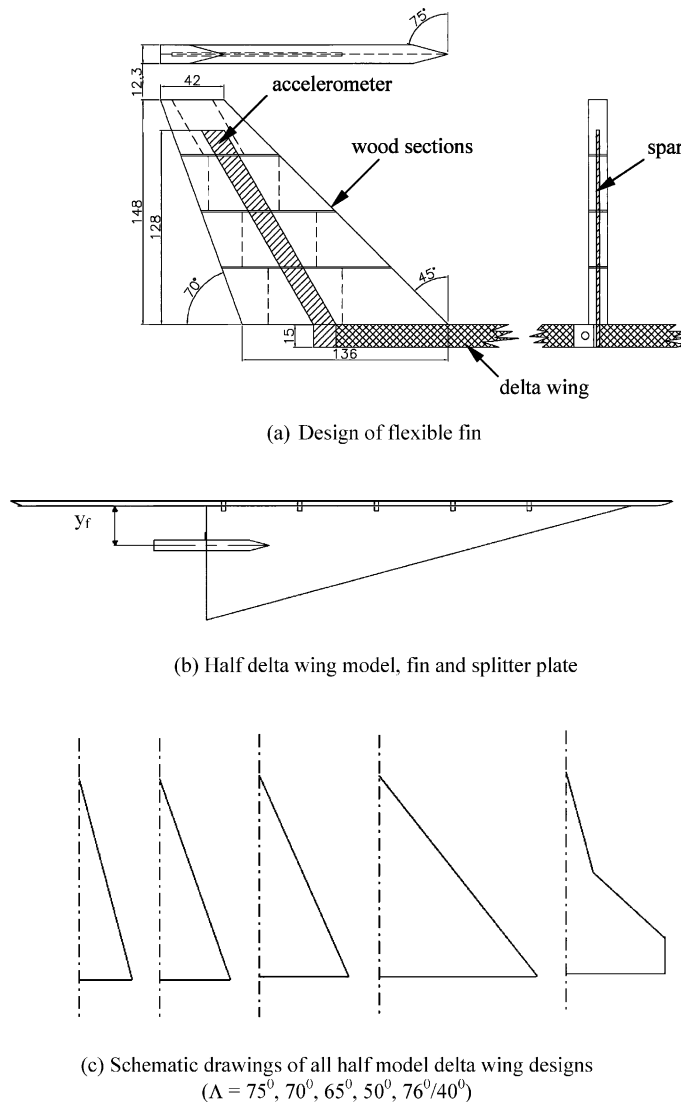 75°
12.3
42
accelerometer
wood sections
spar
148
128
70°
45°
15
136
delta wing
(a) Design of flexible fin
yf
(b) Half delta wing model, fin and splitter plate
(c) Schematic drawings of all half model delta wing designs
(Λ = 75⁰, 70⁰, 65⁰, 50⁰, 76⁰/40⁰)